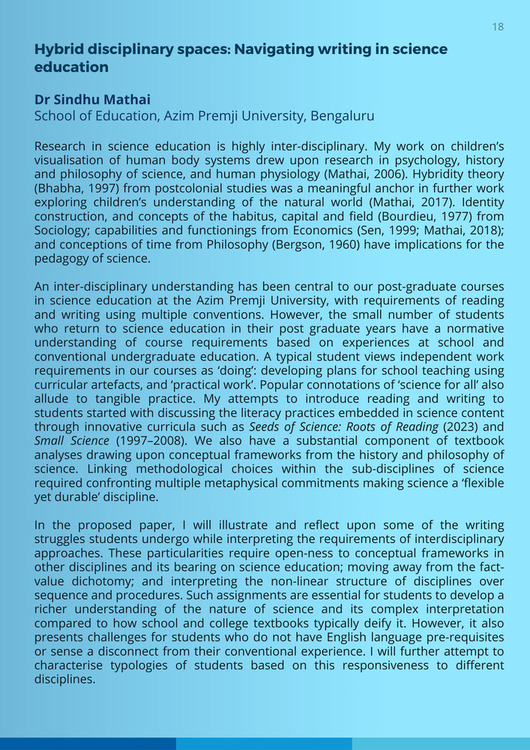 18
Hybrid disciplinary spaces: Navigating writing in science
education
Dr Sindhu Mathai
School of Education, Azim Premji University, Bengaluru
Research in science education is highly inter-disciplinary. My work on children's
visualisation of human body systems drew upon research in psychology, history
and philosophy of science, and human physiology (Mathai, 2006). Hybridity theory
(Bhabha, 1997) from postcolonial studies was a meaningful anchor in further work
exploring children's understanding of the natural world (Mathai, 2017). Identity
construction, and concepts of the habitus, capital and field (Bourdieu, 1977) from
Sociology; capabilities and functionings from Economics (Sen, 1999; Mathai, 2018);
and conceptions of time from Philosophy (Bergson, 1960) have implications for the
pedagogy of science.
An inter-disciplinary understanding has been central to our post-graduate courses
in science education at the Azim Premji University, with requirements of reading
and writing using multiple conventions. However, the small number of students
who return to science education in their post graduate years have a normative
understanding of course requirements based on experiences at school and
conventional undergraduate education. A typical student views independent work
requirements in our courses as 'doing': developing plans for school teaching using
curricular artefacts, and 'practical work'. Popular connotations of 'science for all' also
allude to tangible practice. My attempts to introduce reading and writing to
students started with discussing the literacy practices embedded in science content
through innovative curricula such as Seeds of Science: Roots of Reading (2023) and
Small Science (1997–2008). We also have a substantial component of textbook
analyses drawing upon conceptual frameworks from the history and philosophy of
science. Linking methodological choices within the sub-disciplines of science
required confronting multiple metaphysical commitments making science a 'flexible
yet durable' discipline.
In the proposed paper, I will illustrate and reflect upon some of the writing
struggles students undergo while interpreting the requirements of interdisciplinary
approaches. These particularities require open-ness to conceptual frameworks in
other disciplines and its bearing on science education; moving away from the fact-
value dichotomy; and interpreting the non-linear structure of disciplines over
sequence and procedures. Such assignments are essential for students to develop a
richer understanding of the nature of science and its complex interpretation
compared to how school and college textbooks typically deify it. However, it also
presents challenges for students who do not have English language pre-requisites
or sense a disconnect from their conventional experience. I will further attempt to
characterise typologies of students based on this responsiveness to different
disciplines.